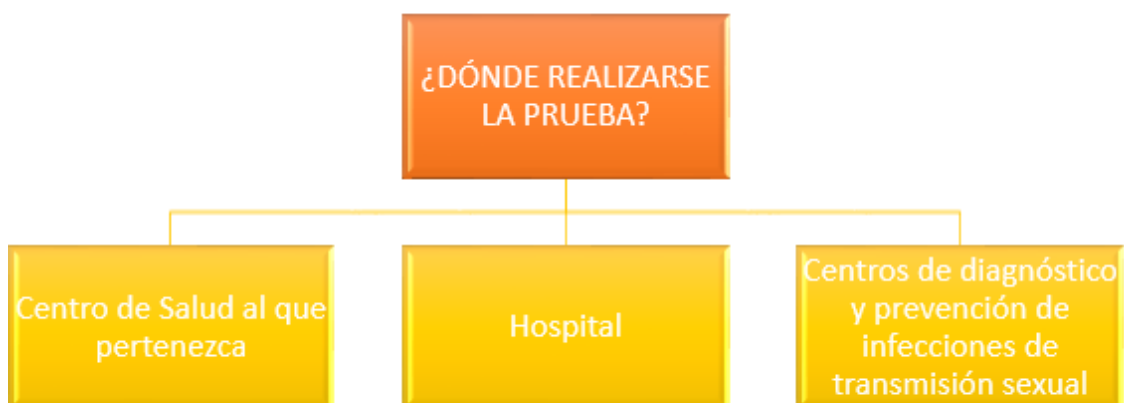 ¿DÓNDE REALIZARSE
LA PRUEBA?
Centro de Salud al que
pertenezca
Hospital
Centros de diagnóstico
y prevención de
infecciones de
transmisión sexual